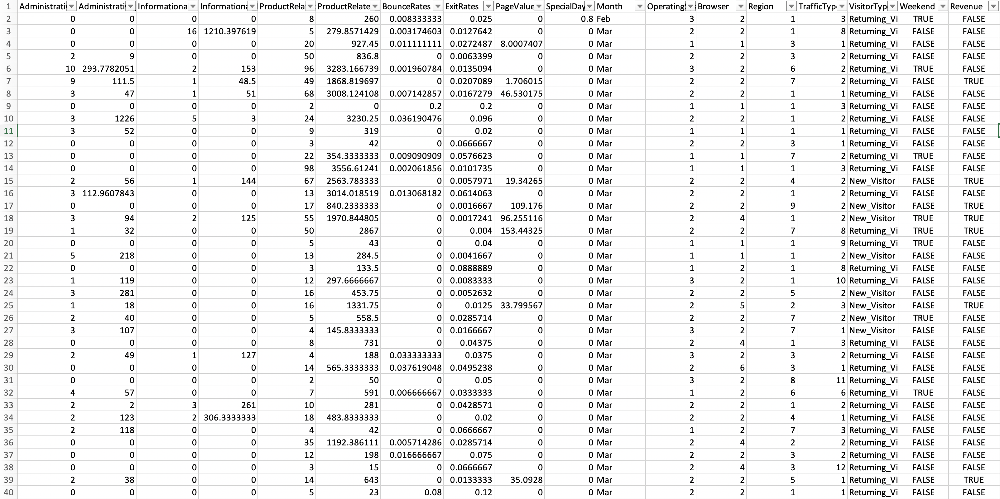 1 Administrativ Administrativ Informationa Informationa ProductRela ProductRelate BounceRates ExitRates PageValue SpecialDay Month OperatingS Browser Region TrafficType VisitorTyp Weekend Revenue
2 0 0 0 0 8 260 0.008333333 0.025 0 0.8 Feb 3 2 1 3 Returning_Vi TRUE FALSE
3 0 0 16 1210.397619 5 279.8571429 0.003174603 0.0127642 0 0 Mar 2 2 1 8 Returning_Vi FALSE FALSE
4 0 0 0 0 20 927.45 0.011111111 0.0272487 8.0007407 0 Mar 1 1 3 1 Returning_Vi FALSE FALSE
5 2 9 0 0 50 836.8 0 0.0063399 0 0 Mar 2 2 3 2 Returning_Vi FALSE FALSE
6 10 293.7782051 2 153 96 3283.166739 0.001960784 0.0135094 0 0 Mar 3 2 6 2 Returning_Vi TRUE FALSE
7 9 111.5 1 48.5 49 1868.819697 0 0.0207089 1.706015 0 Mar 2 2 7 2 Returning_Vi FALSE TRUE
8 3 47 1 51 68 3008.124108 0.007142857 0.0167279 46.530175 0 Mar 2 2 1 1 Returning_Vi FALSE FALSE
9 0 0 0 0 2 0 0.2 0.2 0 0 Mar 1 1 1 3 Returning_Vi FALSE FALSE
10 3 1226 5 3 24 3230.25 0.036190476 0.096 0 0 Mar 2 2 1 2 Returning_Vi FALSE FALSE
11 3 52 0 0 9 319 0 0.02 0 0 Mar 1 1 1 1 Returning_Vi FALSE FALSE
12 0 0 0 0 3 42 0 0.0666667 0 0 Mar 2 2 3 1 Returning_Vi FALSE FALSE
13 0 0 0 0 22 354.3333333 0.009090909 0.0576623 0 0 Mar 1 1 7 2 Returning_Vi TRUE FALSE
14 0 0 0 0 98 3556.61241 0.002061856 0.0101735 0 0 Mar 1 1 1 3 Returning_Vi FALSE FALSE
15 2 56 1 144 67 2563.783333 0 0.0057971 19.34265 0 Mar 2 2 4 2 New_Visitor FALSE TRUE
16 3 112.9607843 0 0 13 3014.018519 0.013068182 0.0614063 0 0 Mar 2 2 1 2 Returning_Vi FALSE FALSE
17 0 0 0 0 17 840.2333333 0 0.0016667 109.176 0 Mar 2 2 9 2 New_Visitor FALSE TRUE
18 3 94 2 125 55 1970.844805 0 0.0017241 96.255116 0 Mar 2 4 1 2 New_Visitor TRUE TRUE
19 1 32 0 0 50 2867 0 0.004 153.44325 0 Mar 2 2 7 8 Returning_Vi TRUE TRUE
20 0 0 0 0 5 43 0 0.04 0 0 Mar 1 1 1 9 Returning_Vi TRUE FALSE
21 5 218 0 0 13 284.5 0 0.0041667 0 0 Mar 1 1 1 2 New_Visitor FALSE FALSE
22 0 0 0 0 3 133.5 0 0.0888889 0 0 Mar 1 2 1 8 Returning_Vi FALSE FALSE
23 1 119 0 0 12 297.6666667 0 0.0083333 0 0 Mar 3 2 1 10 Returning_Vi FALSE FALSE
24 3 281 0 0 16 453.75 0 0.0052632 0 0 Mar 2 2 5 2 New_Visitor FALSE FALSE
25 1 18 0 0 16 1331.75 0 0.0125 33.799567 0 Mar 2 5 2 3 New_Visitor FALSE TRUE
26 2 40 0 0 5 558.5 0 0.0285714 0 0 Mar 2 2 7 2 New_Visitor TRUE FALSE
27 3 107 0 0 4 145.8333333 0 0.0166667 0 0 Mar 3 2 7 1 New_Visitor FALSE FALSE
28 0 0 0 0 8 731 0 0.04375 0 0 Mar 2 4 1 3 Returning_Vi FALSE FALSE
29 2 49 1 127 4 188 0.033333333 0.0375 0 0 Mar 3 2 3 2 Returning_Vi FALSE FALSE
30 0 0 0 0 14 565.3333333 0.037619048 0.0495238 0 0 Mar 2 6 3 1 Returning_Vi FALSE FALSE
31 0 0 0 0 2 50 0 0.05 0 0 Mar 3 2 8 11 Returning_Vi FALSE FALSE
32 4 57 0 0 7 591 0.006666667 0.0333333 0 0 Mar 1 2 6 6 Returning_Vi TRUE FALSE
33 2 2 3 261 10 281 0 0.0428571 0 0 Mar 2 2 1 2 Returning_Vi FALSE FALSE
34 2 123 2 306.3333333 18 483.8333333 0 0.02 0 0 Mar 2 2 4 1 Returning_Vi FALSE FALSE
35 2 118 0 0 4 42 0 0.0666667 0 0 Mar 1 2 7 3 Returning_Vi FALSE FALSE
36 0 0 0 0 35 1192.386111 0.005714286 0.0285714 0 0 Mar 2 4 2 2 Returning_Vi FALSE FALSE
37 0 0 0 0 12 198 0.016666667 0.075 0 0 Mar 2 2 3 2 Returning_Vi FALSE FALSE
38 0 0 0 0 3 15 0 0.0666667 0 0 Mar 2 4 3 12 Returning_Vi FALSE FALSE
39 2 38 0 0 14 643 0 0.0133333 35.0928 0 Mar 2 2 5 1 Returning_Vi FALSE TRUE
40 0 0 0 0 5 23 0.08 0.12 0 0 Mar 2 2 1 1 Returning_Vi FALSE FALSE